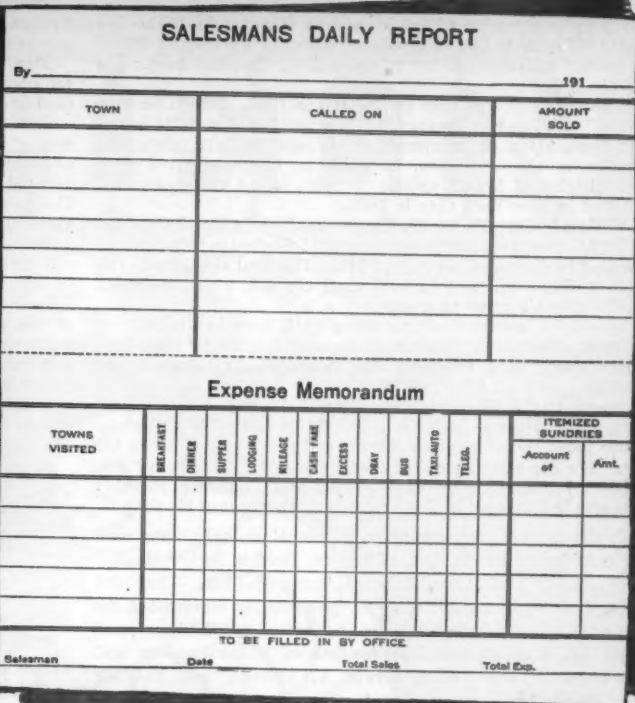 SALESMANS DAILY REPORT
By 191
TOWN CALLED ON AMOUNT SOLD
Expense Memorandum
TOWNS VISITED BREAKFAST DINNER SUPPER LODGING MILEAGE CASH FARE EXCESS DRAY BUS TAXI-AUTO TELEG. ITEMIZED SUNDRIES
Account of Amt.
TO BE FILLED IN BY OFFICE
Salesman Date Total Sales Total Exp.